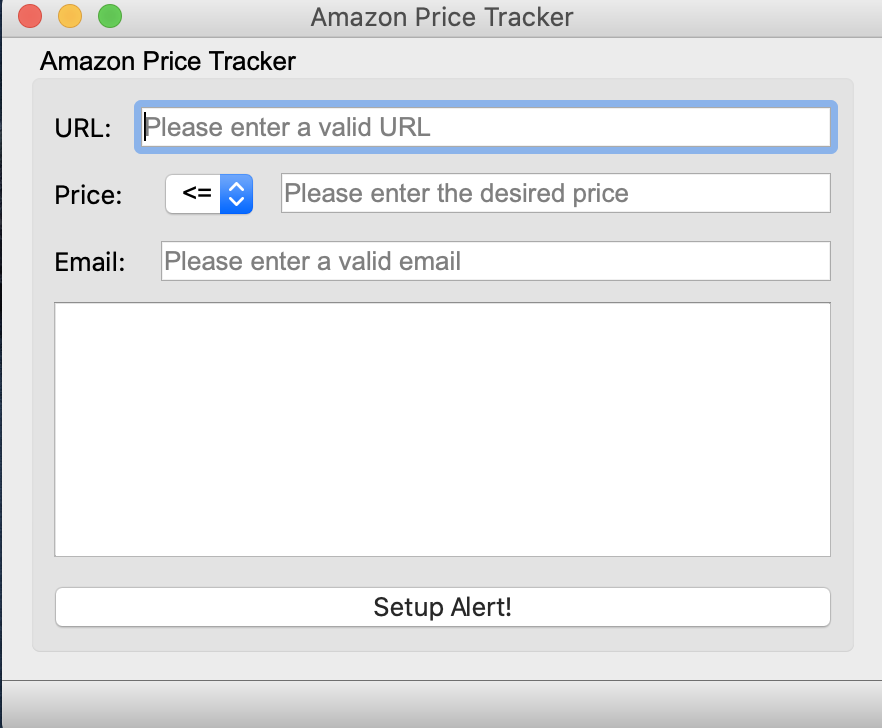 Amazon Price Tracker
Amazon Price Tracker
URL: Please enter a valid URL
Price: <= Please enter the desired price
Email: Please enter a valid email
Setup Alert!